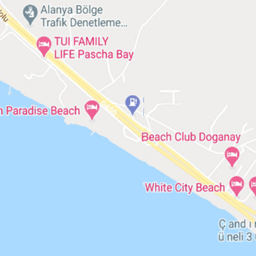 Alanya Bölge
Trafik Denetleme...
TUI FAMILY
LIFE Pascha Bay
Paradise Beach
Beach Club Doganay
White City Beach